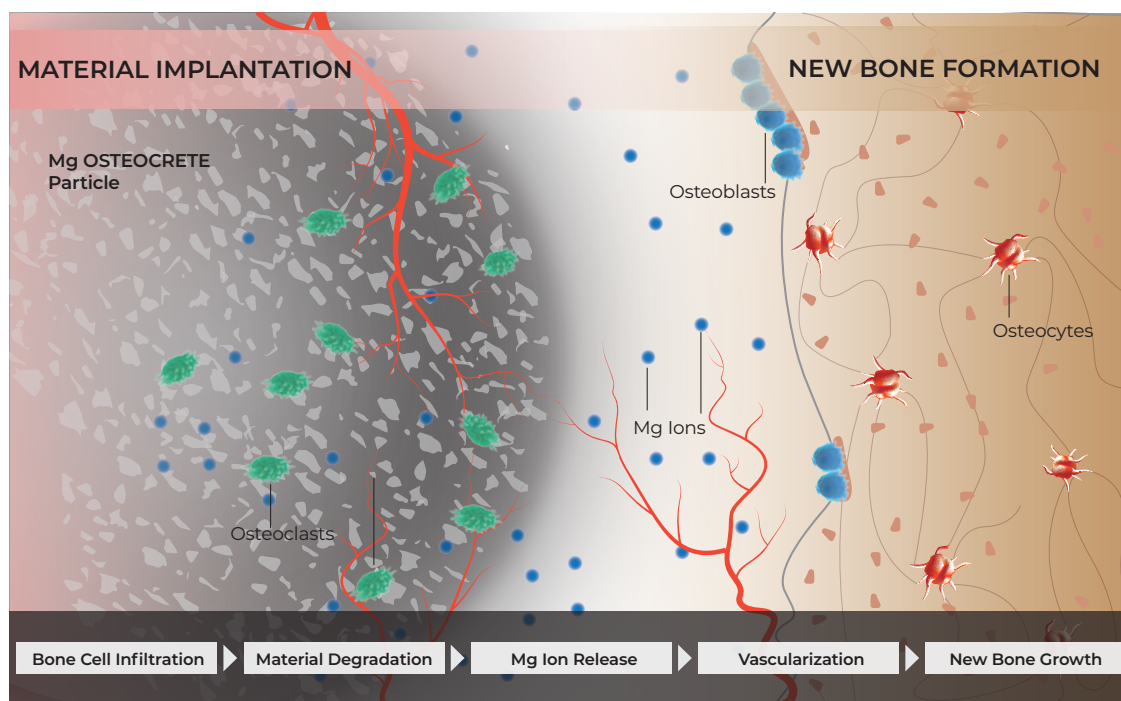 MATERIAL IMPLANTATION
NEW BONE FORMATION
Mg OSTEOCRETE
Particle
Osteoblasts
Osteocytes
Mg Ions
Osteoclasts
Bone Cell Infiltration
Material Degradation
Mg Ion Release
Vascularization
New Bone Growth